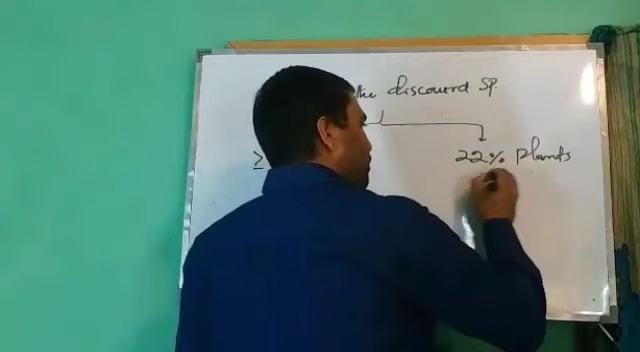 the discoverd SP.
≥
22% plants